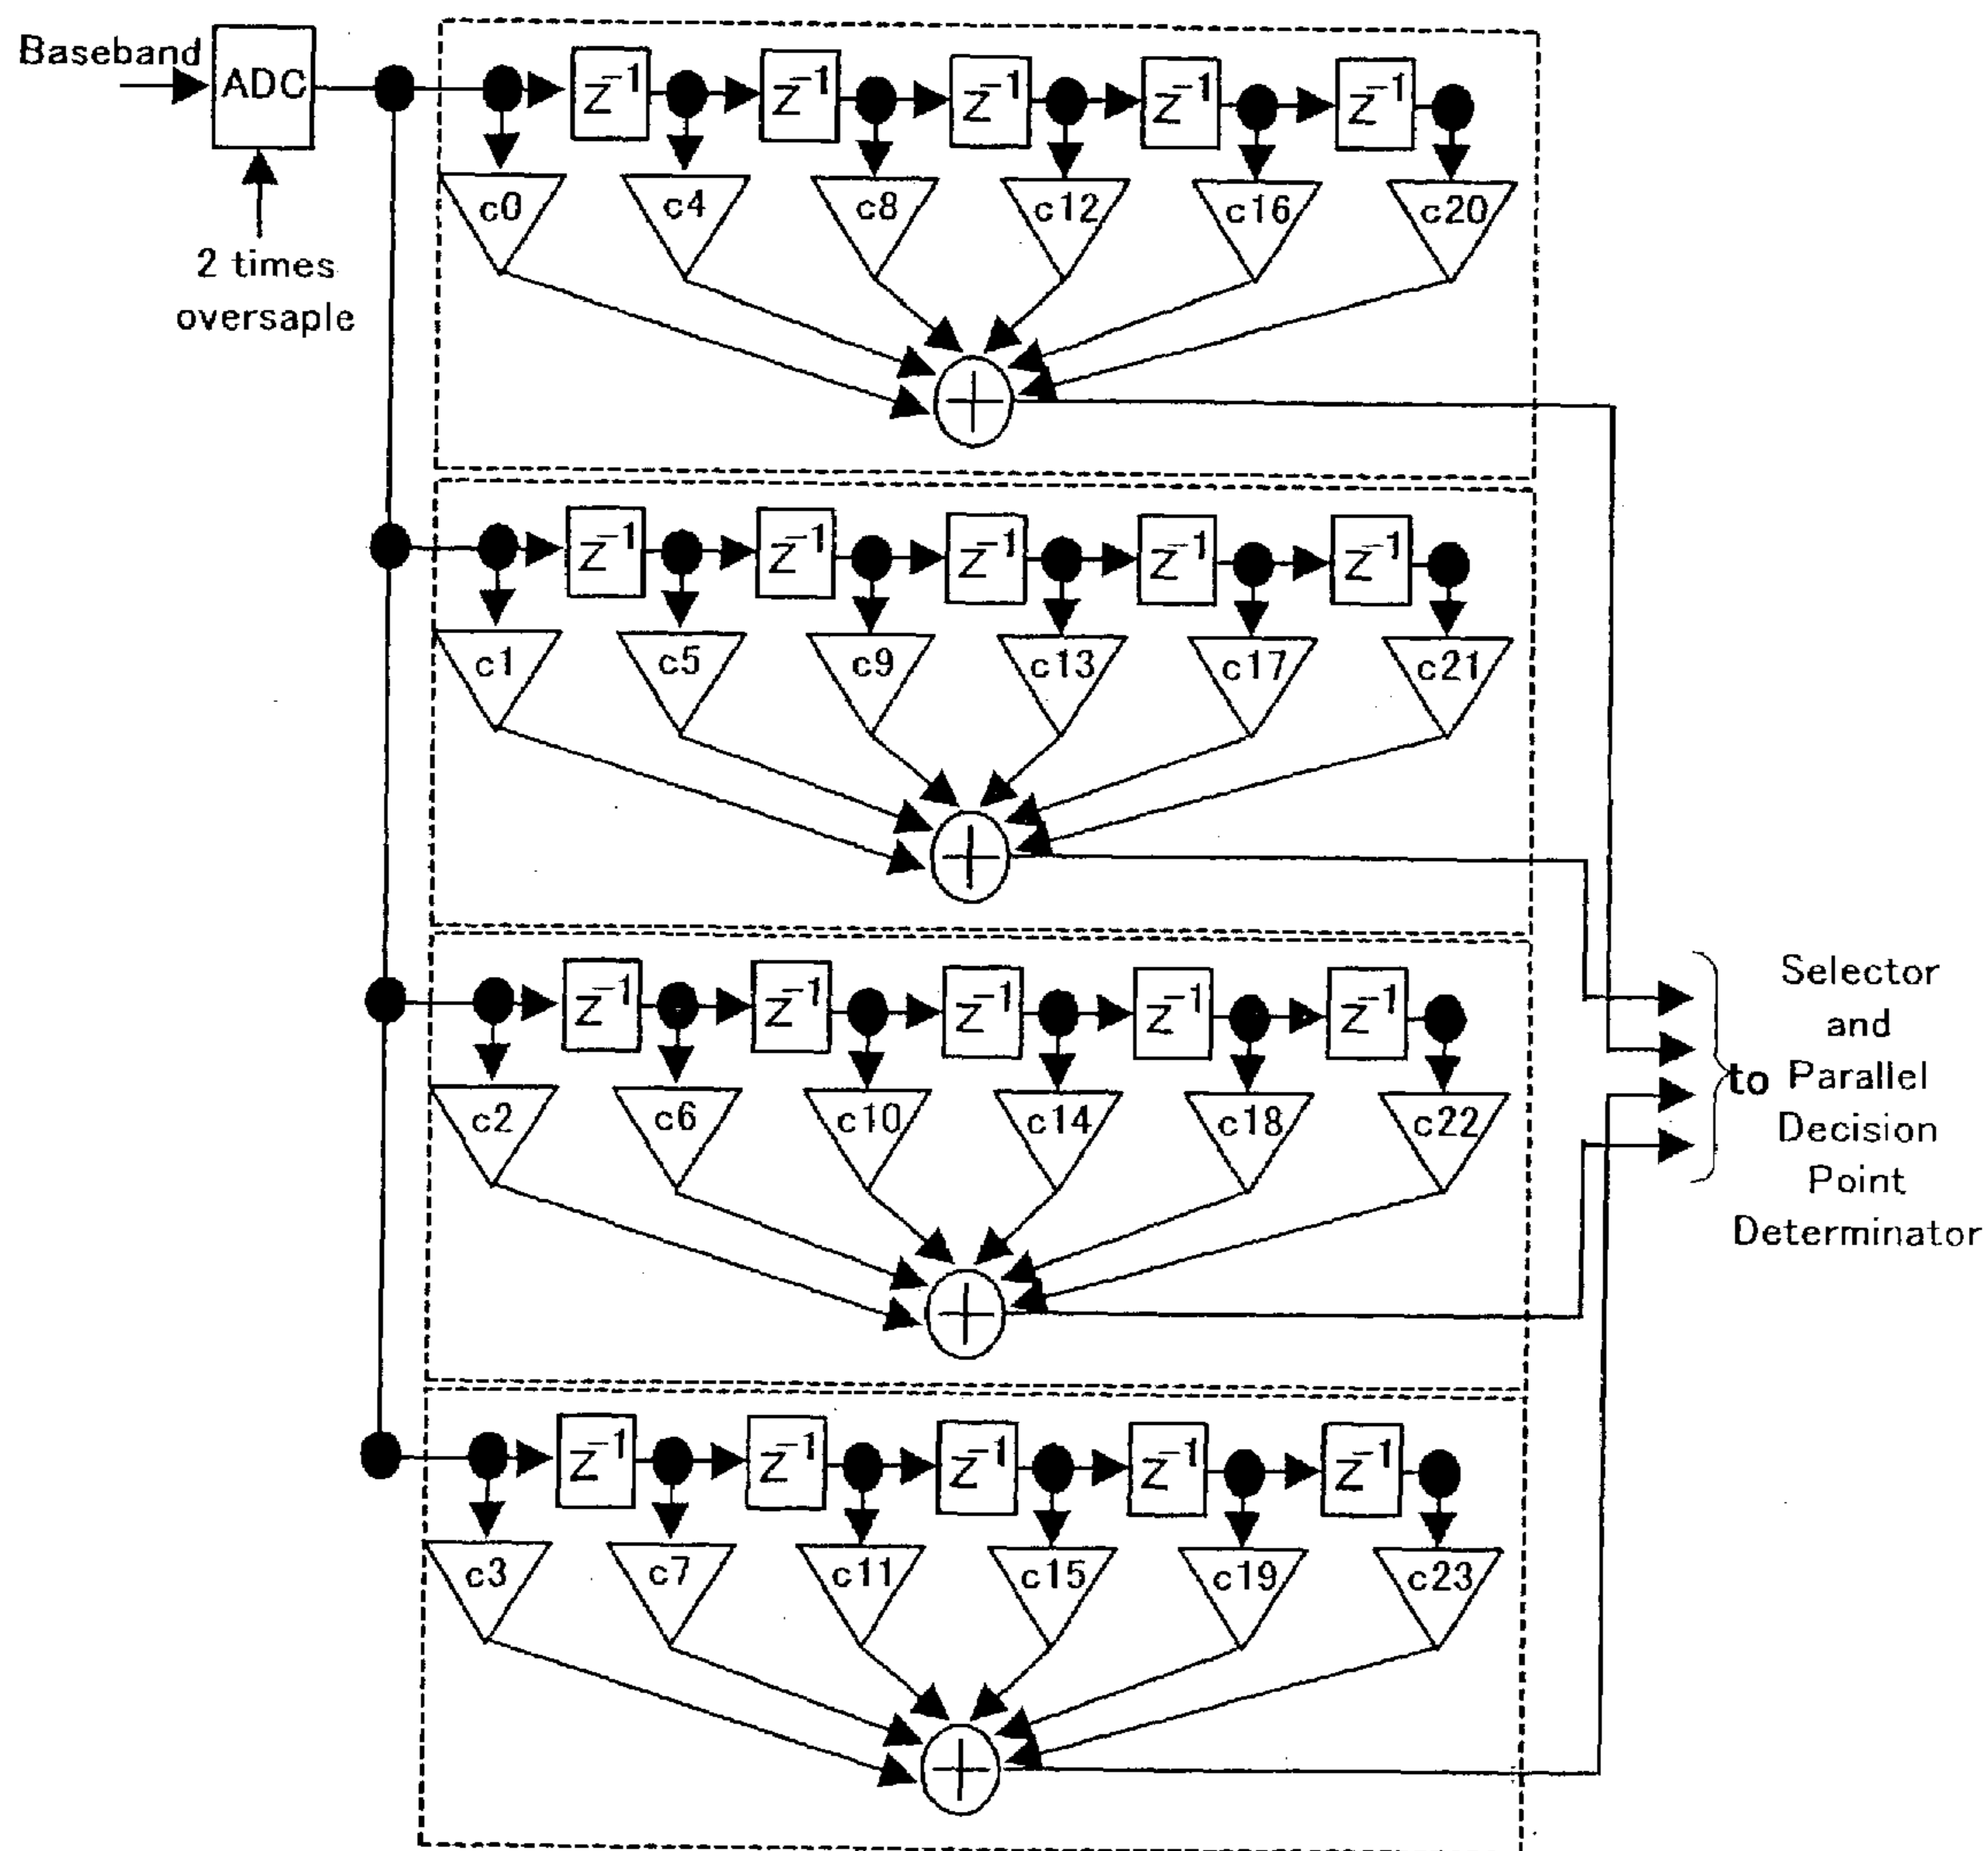 Baseband
ADC
2 times
oversaple
z⁻¹ z⁻¹ z⁻¹ z⁻¹ z⁻¹
c0 c4 c8 c12 c16 c20
+
z⁻¹ z⁻¹ z⁻¹ z⁻¹ z⁻¹
c1 c5 c9 c13 c17 c21
+
z⁻¹ z⁻¹ z⁻¹ z⁻¹ z⁻¹
c2 c6 c10 c14 c18 c22
+
z⁻¹ z⁻¹ z⁻¹ z⁻¹ z⁻¹
c3 c7 c11 c15 c19 c23
+
Selector
and
to Parallel
Decision
Point
Determinator